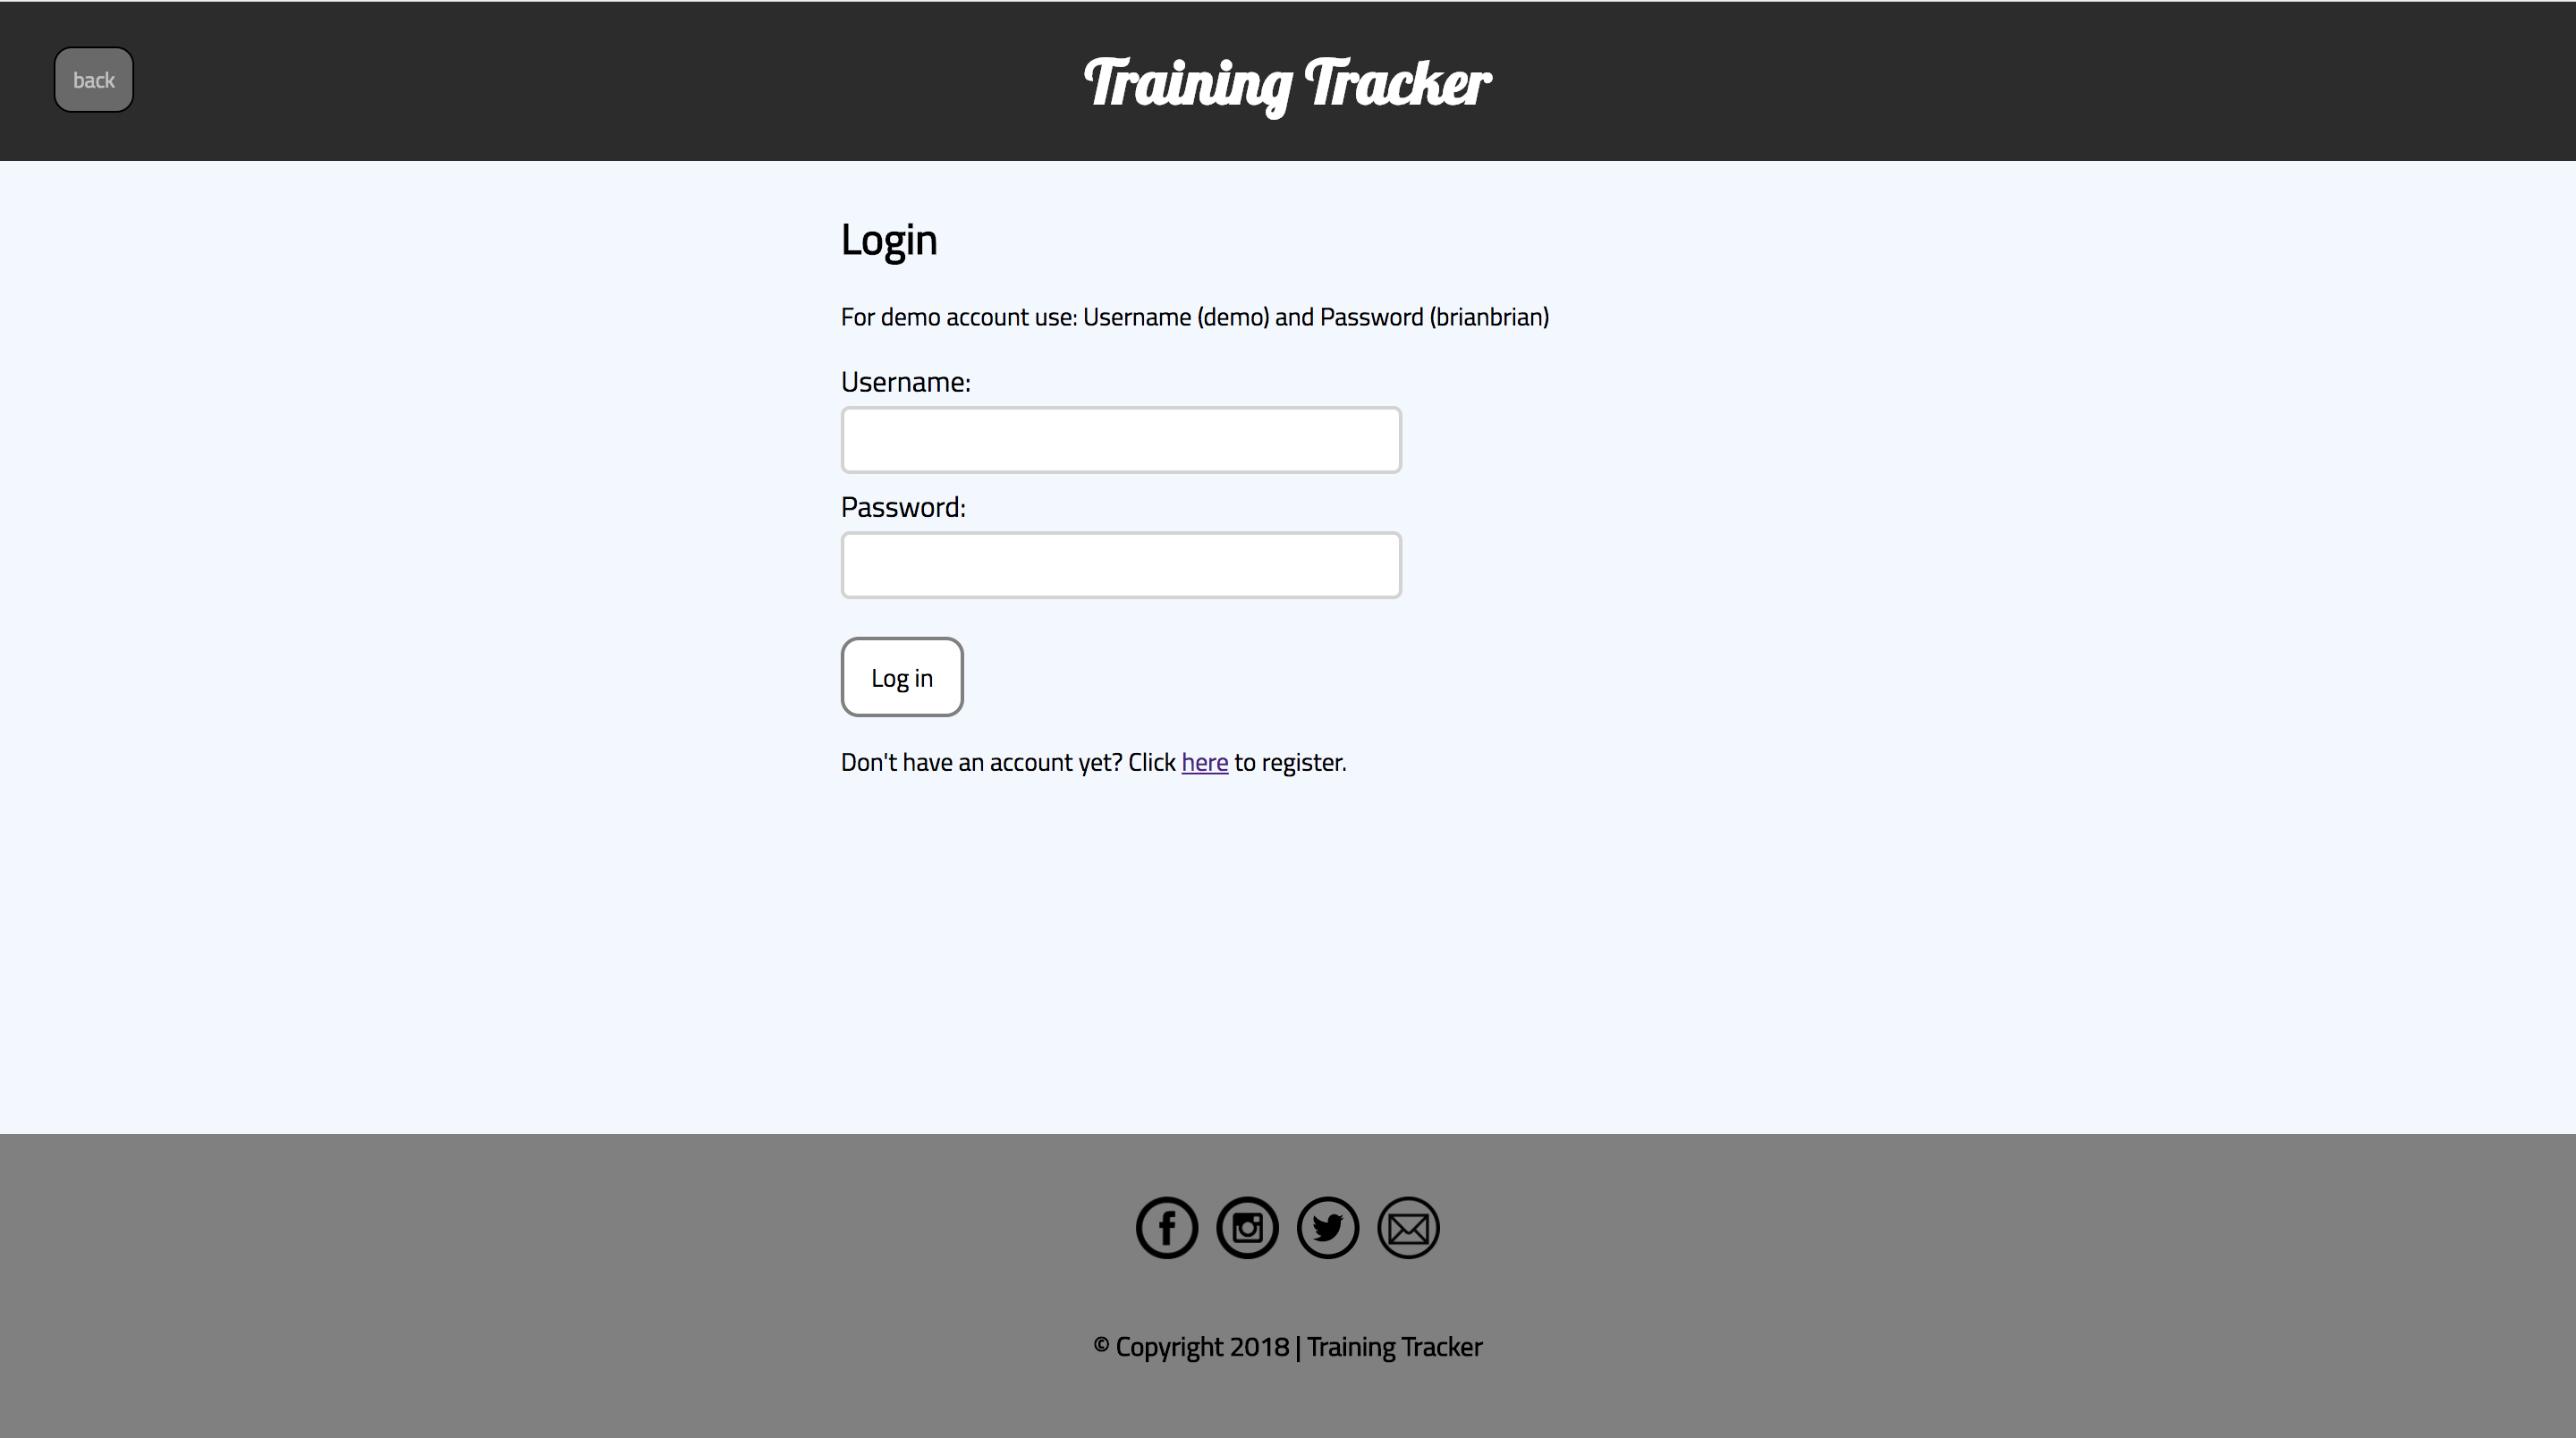 back
Training Tracker
Login
For demo account use: Username (demo) and Password (brianbrian)
Username:
Password:
Log in
Don't have an account yet? Click here to register.
© Copyright 2018 | Training Tracker